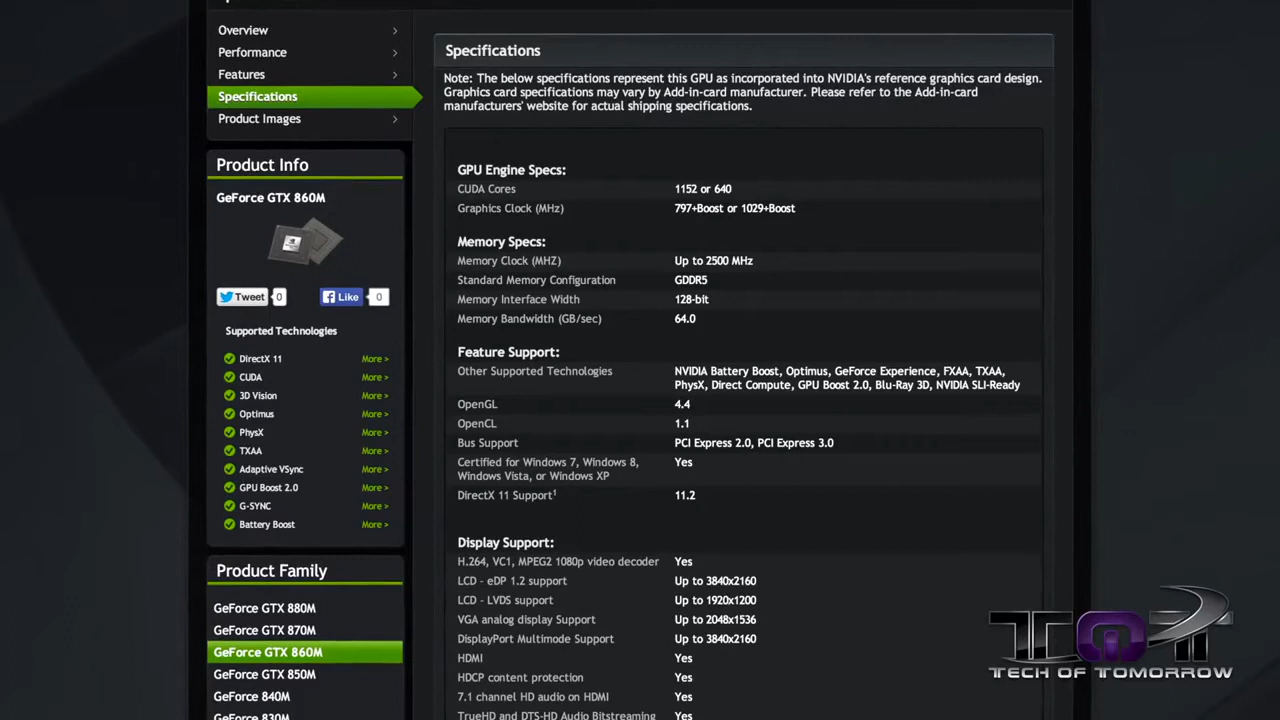 Overview
Performance
Features
Specifications
Product Images
Product Info
GeForce GTX 860M
Tweet 0
Like 0
Supported Technologies
DirectX 11 More >
CUDA More >
3D Vision More >
Optimus More >
PhysX More >
TXAA More >
Adaptive VSync More >
GPU Boost 2.0 More >
G-SYNC More >
Battery Boost More >
Product Family
GeForce GTX 880M
GeForce GTX 870M
GeForce GTX 860M
GeForce GTX 850M
GeForce 840M
GeForce 830M
Specifications
Note: The below specifications represent this GPU as incorporated into NVIDIA's reference graphics card design.
Graphics card specifications may vary by Add-in-card manufacturer. Please refer to the Add-in-card
manufacturers' website for actual shipping specifications.
GPU Engine Specs:
CUDA Cores 1152 or 640
Graphics Clock (MHz) 797+Boost or 1029+Boost
Memory Specs:
Memory Clock (MHZ) Up to 2500 MHz
Standard Memory Configuration GDDR5
Memory Interface Width 128-bit
Memory Bandwidth (GB/sec) 64.0
Feature Support:
Other Supported Technologies NVIDIA Battery Boost, Optimus, GeForce Experience, FXAA, TXAA,
PhysX, Direct Compute, GPU Boost 2.0, Blu-Ray 3D, NVIDIA SLI-Ready
OpenGL 4.4
OpenCL 1.1
Bus Support PCI Express 2.0, PCI Express 3.0
Certified for Windows 7, Windows 8, Yes
Windows Vista, or Windows XP
DirectX 11 Support¹ 11.2
Display Support:
H.264, VC1, MPEG2 1080p video decoder Yes
LCD - eDP 1.2 support Up to 3840x2160
LCD - LVDS support Up to 1920x1200
VGA analog display Support Up to 2048x1536
DisplayPort Multimode Support Up to 3840x2160
HDMI Yes
HDCP content protection Yes
7.1 channel HD audio on HDMI Yes
TrueHD and DTS-HD Audio Bitstreaming Yes
TOT
TECH OF TOMORROW